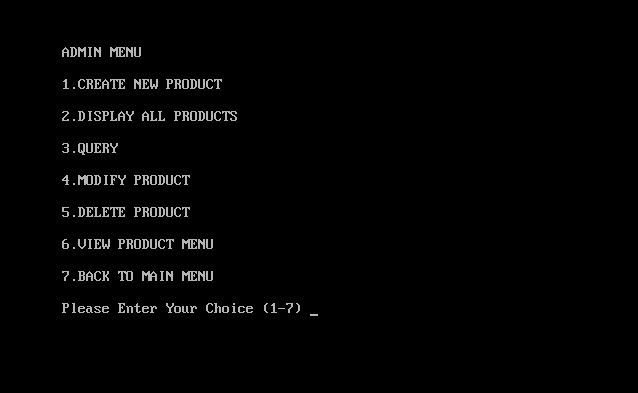 ADMIN MENU
1.CREATE NEW PRODUCT
2.DISPLAY ALL PRODUCTS
3.QUERY
4.MODIFY PRODUCT
5.DELETE PRODUCT
6.VIEW PRODUCT MENU
7.BACK TO MAIN MENU
Please Enter Your Choice (1-7) _